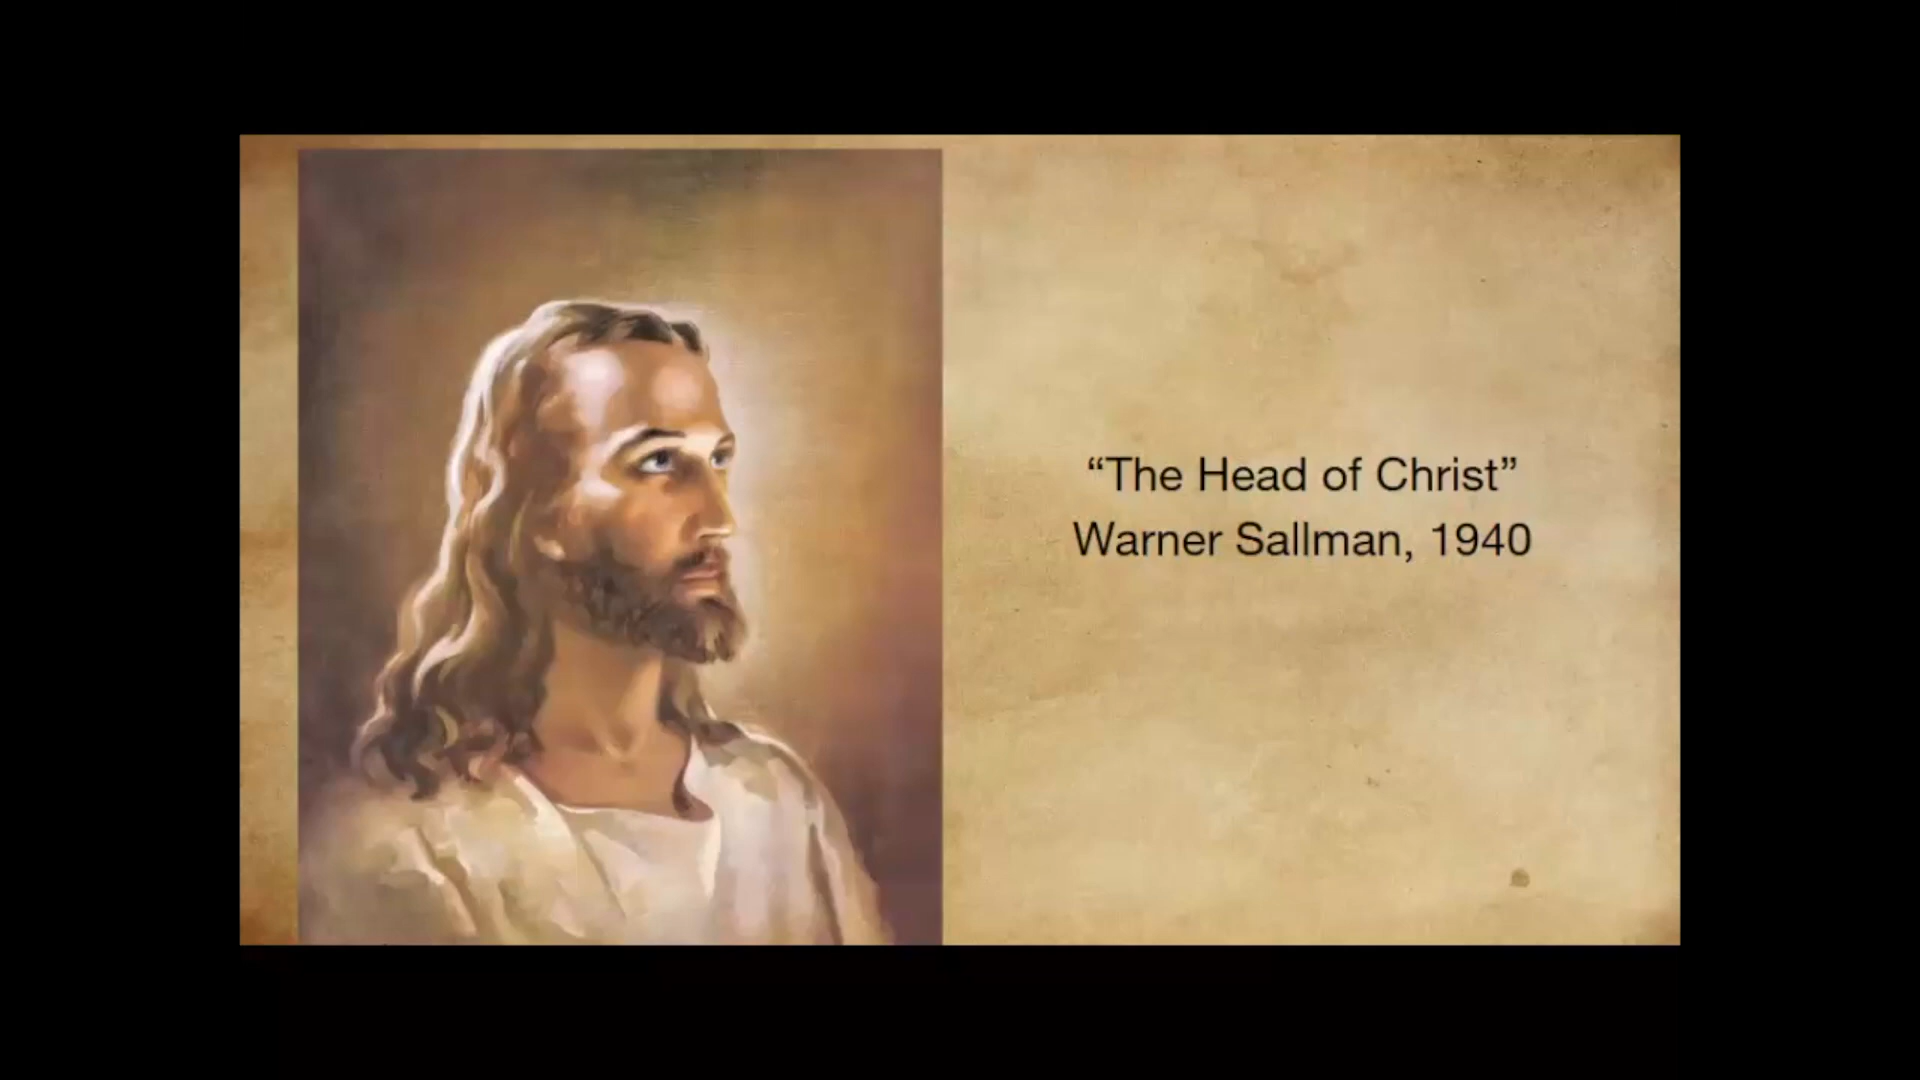 “The Head of Christ”
Warner Sallman, 1940